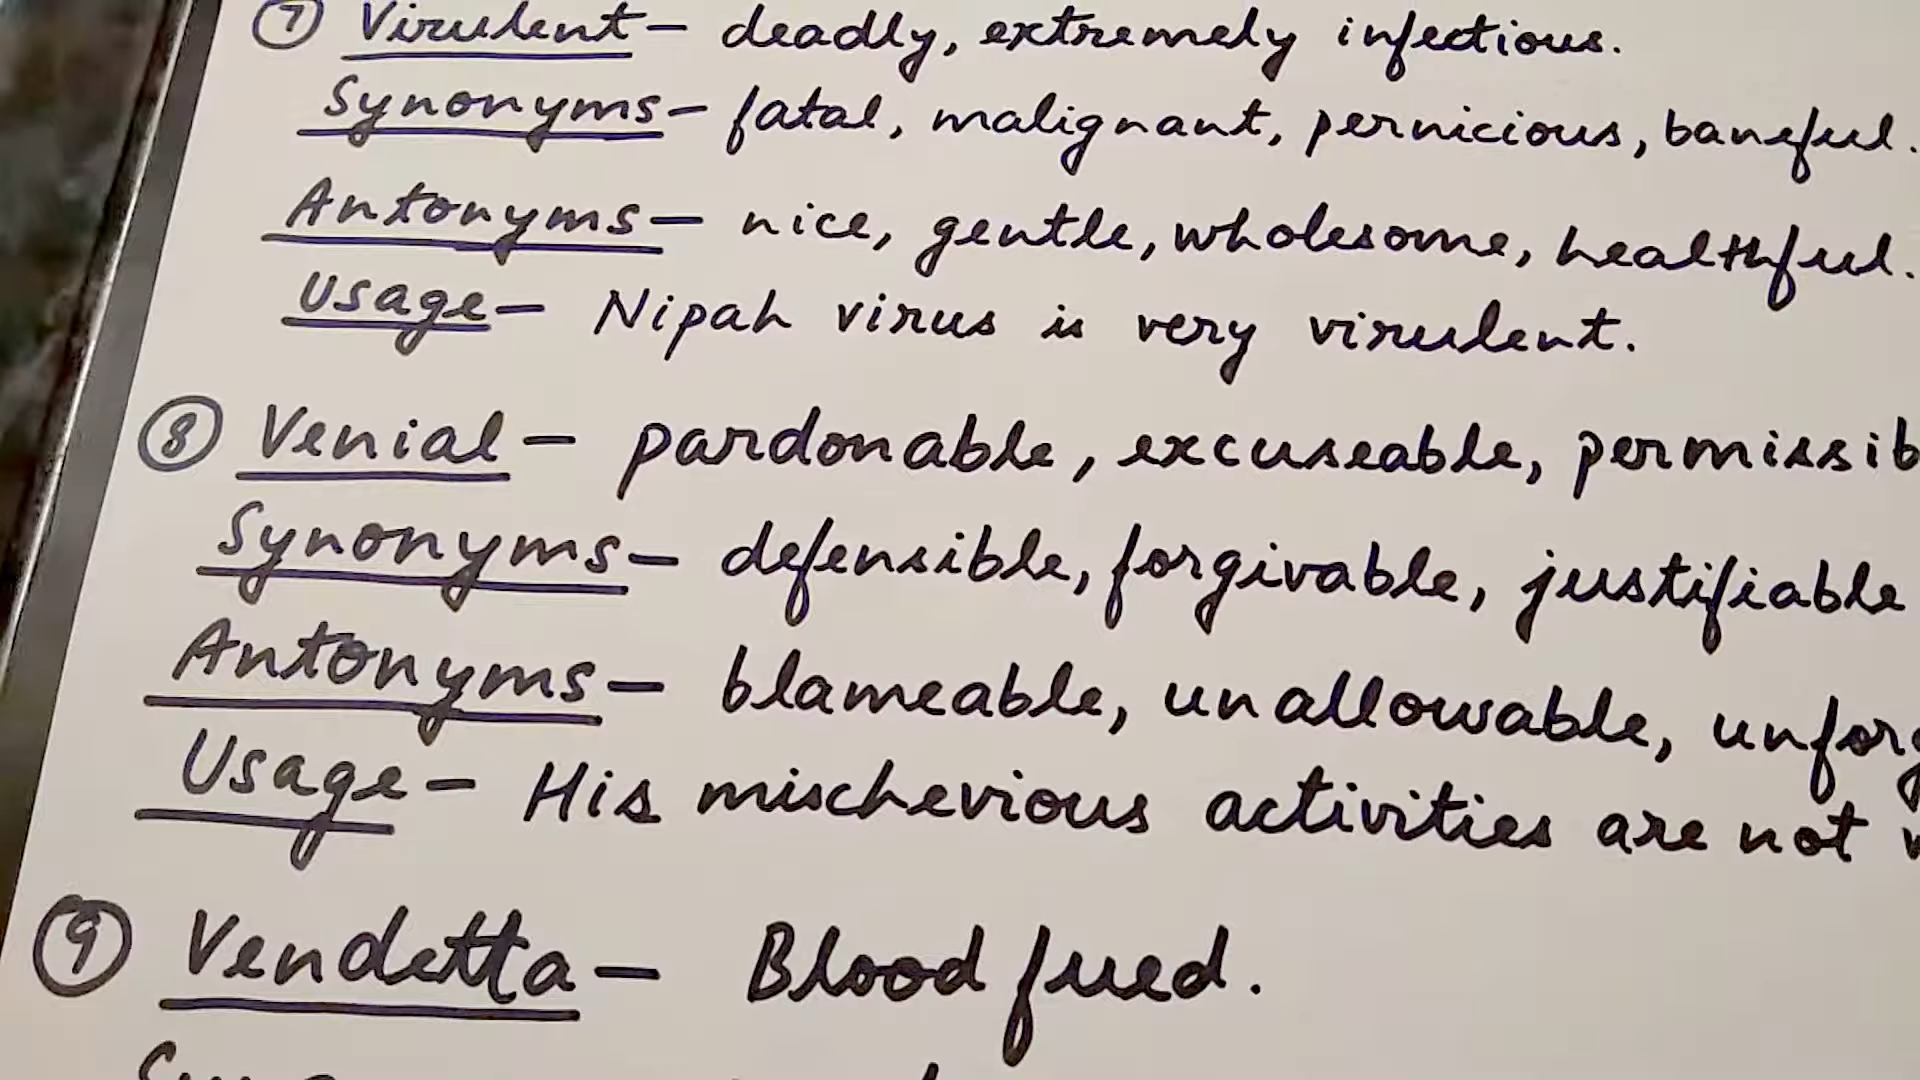 7 Virulent - deadly, extremely infectious.
Synonyms - fatal, malignant, pernicious, baneful.
Antonyms - nice, gentle, wholesome, healthful.
Usage - Nipah virus is very virulent.
8 Venial - pardonable, excuseable, permissib
Synonyms - defensible, forgivable, justifiable
Antonyms - blameable, unallowable, unforg
Usage - His mischevious activities are not
9 Vendetta - Blood fued.